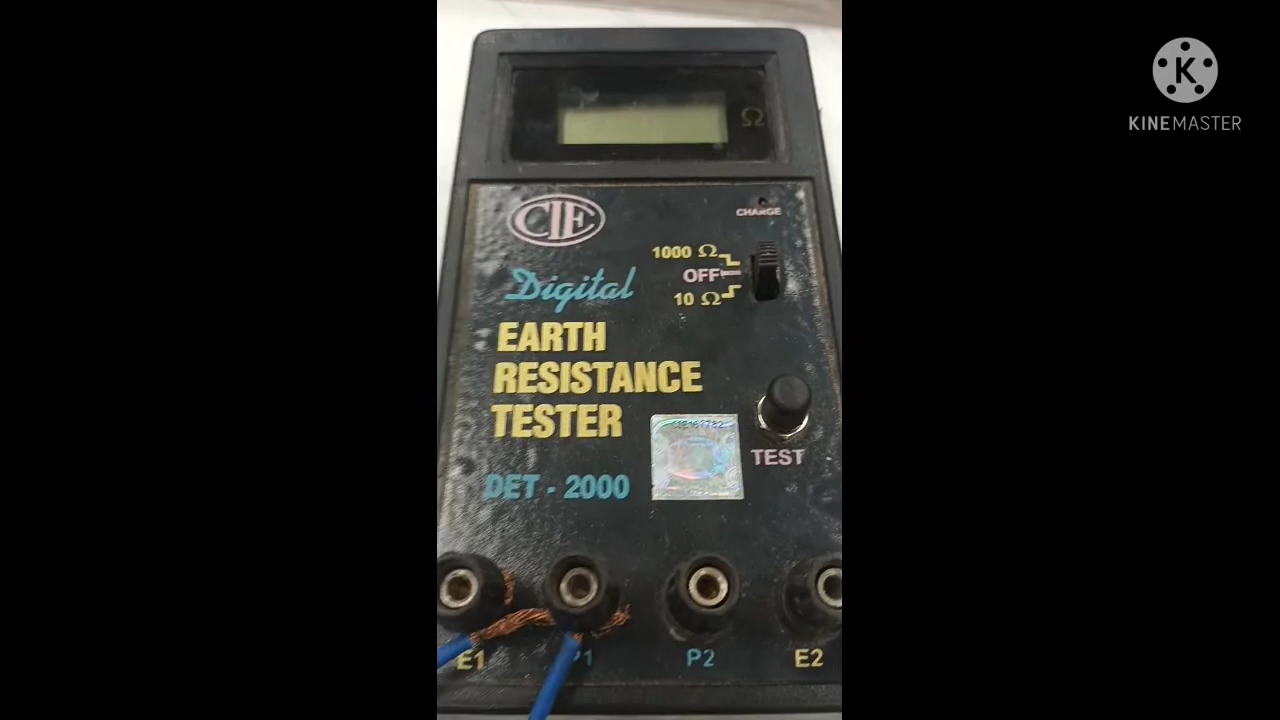 Ω
K
KINEMASTER
CIE
CHARGE
1000 Ω
OFF
10 Ω
Digital
EARTH
RESISTANCE
TESTER
TEST
DET - 2000
E1
P1
P2
E2